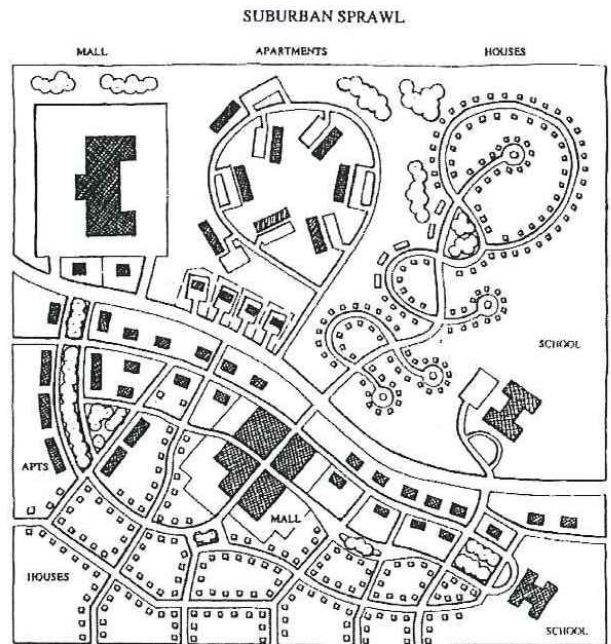 SUBURBAN SPRAWL
MALL APARTMENTS HOUSES
SCHOOL
APTS
MALL
HOUSES
SCHOOL